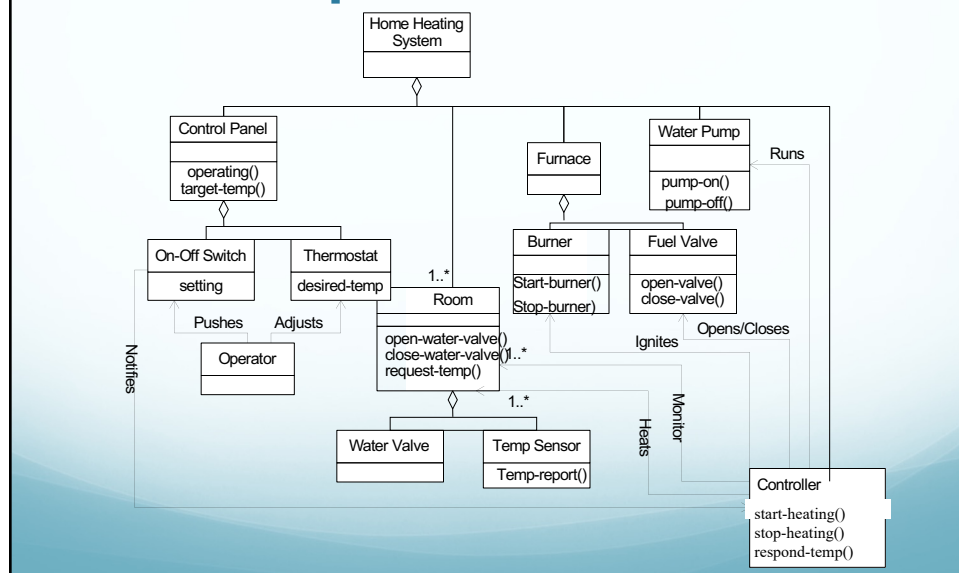 Home Heating
System
Control Panel
operating()
target-temp()
Furnace
Water Pump
pump-on()
pump-off()
Runs
On-Off Switch
setting
Thermostat
desired-temp
Burner
Start-burner()
Stop-burner)
Fuel Valve
open-valve()
close-valve()
1..*
Room
open-water-valve()
close-water-valve()
request-temp()
1..*
1..*
Pushes
Adjusts
Operator
Notifies
Ignites
Opens/Closes
Water Valve
Temp Sensor
Temp-report()
Heats
Monitor
Controller
start-heating()
stop-heating()
respond-temp()